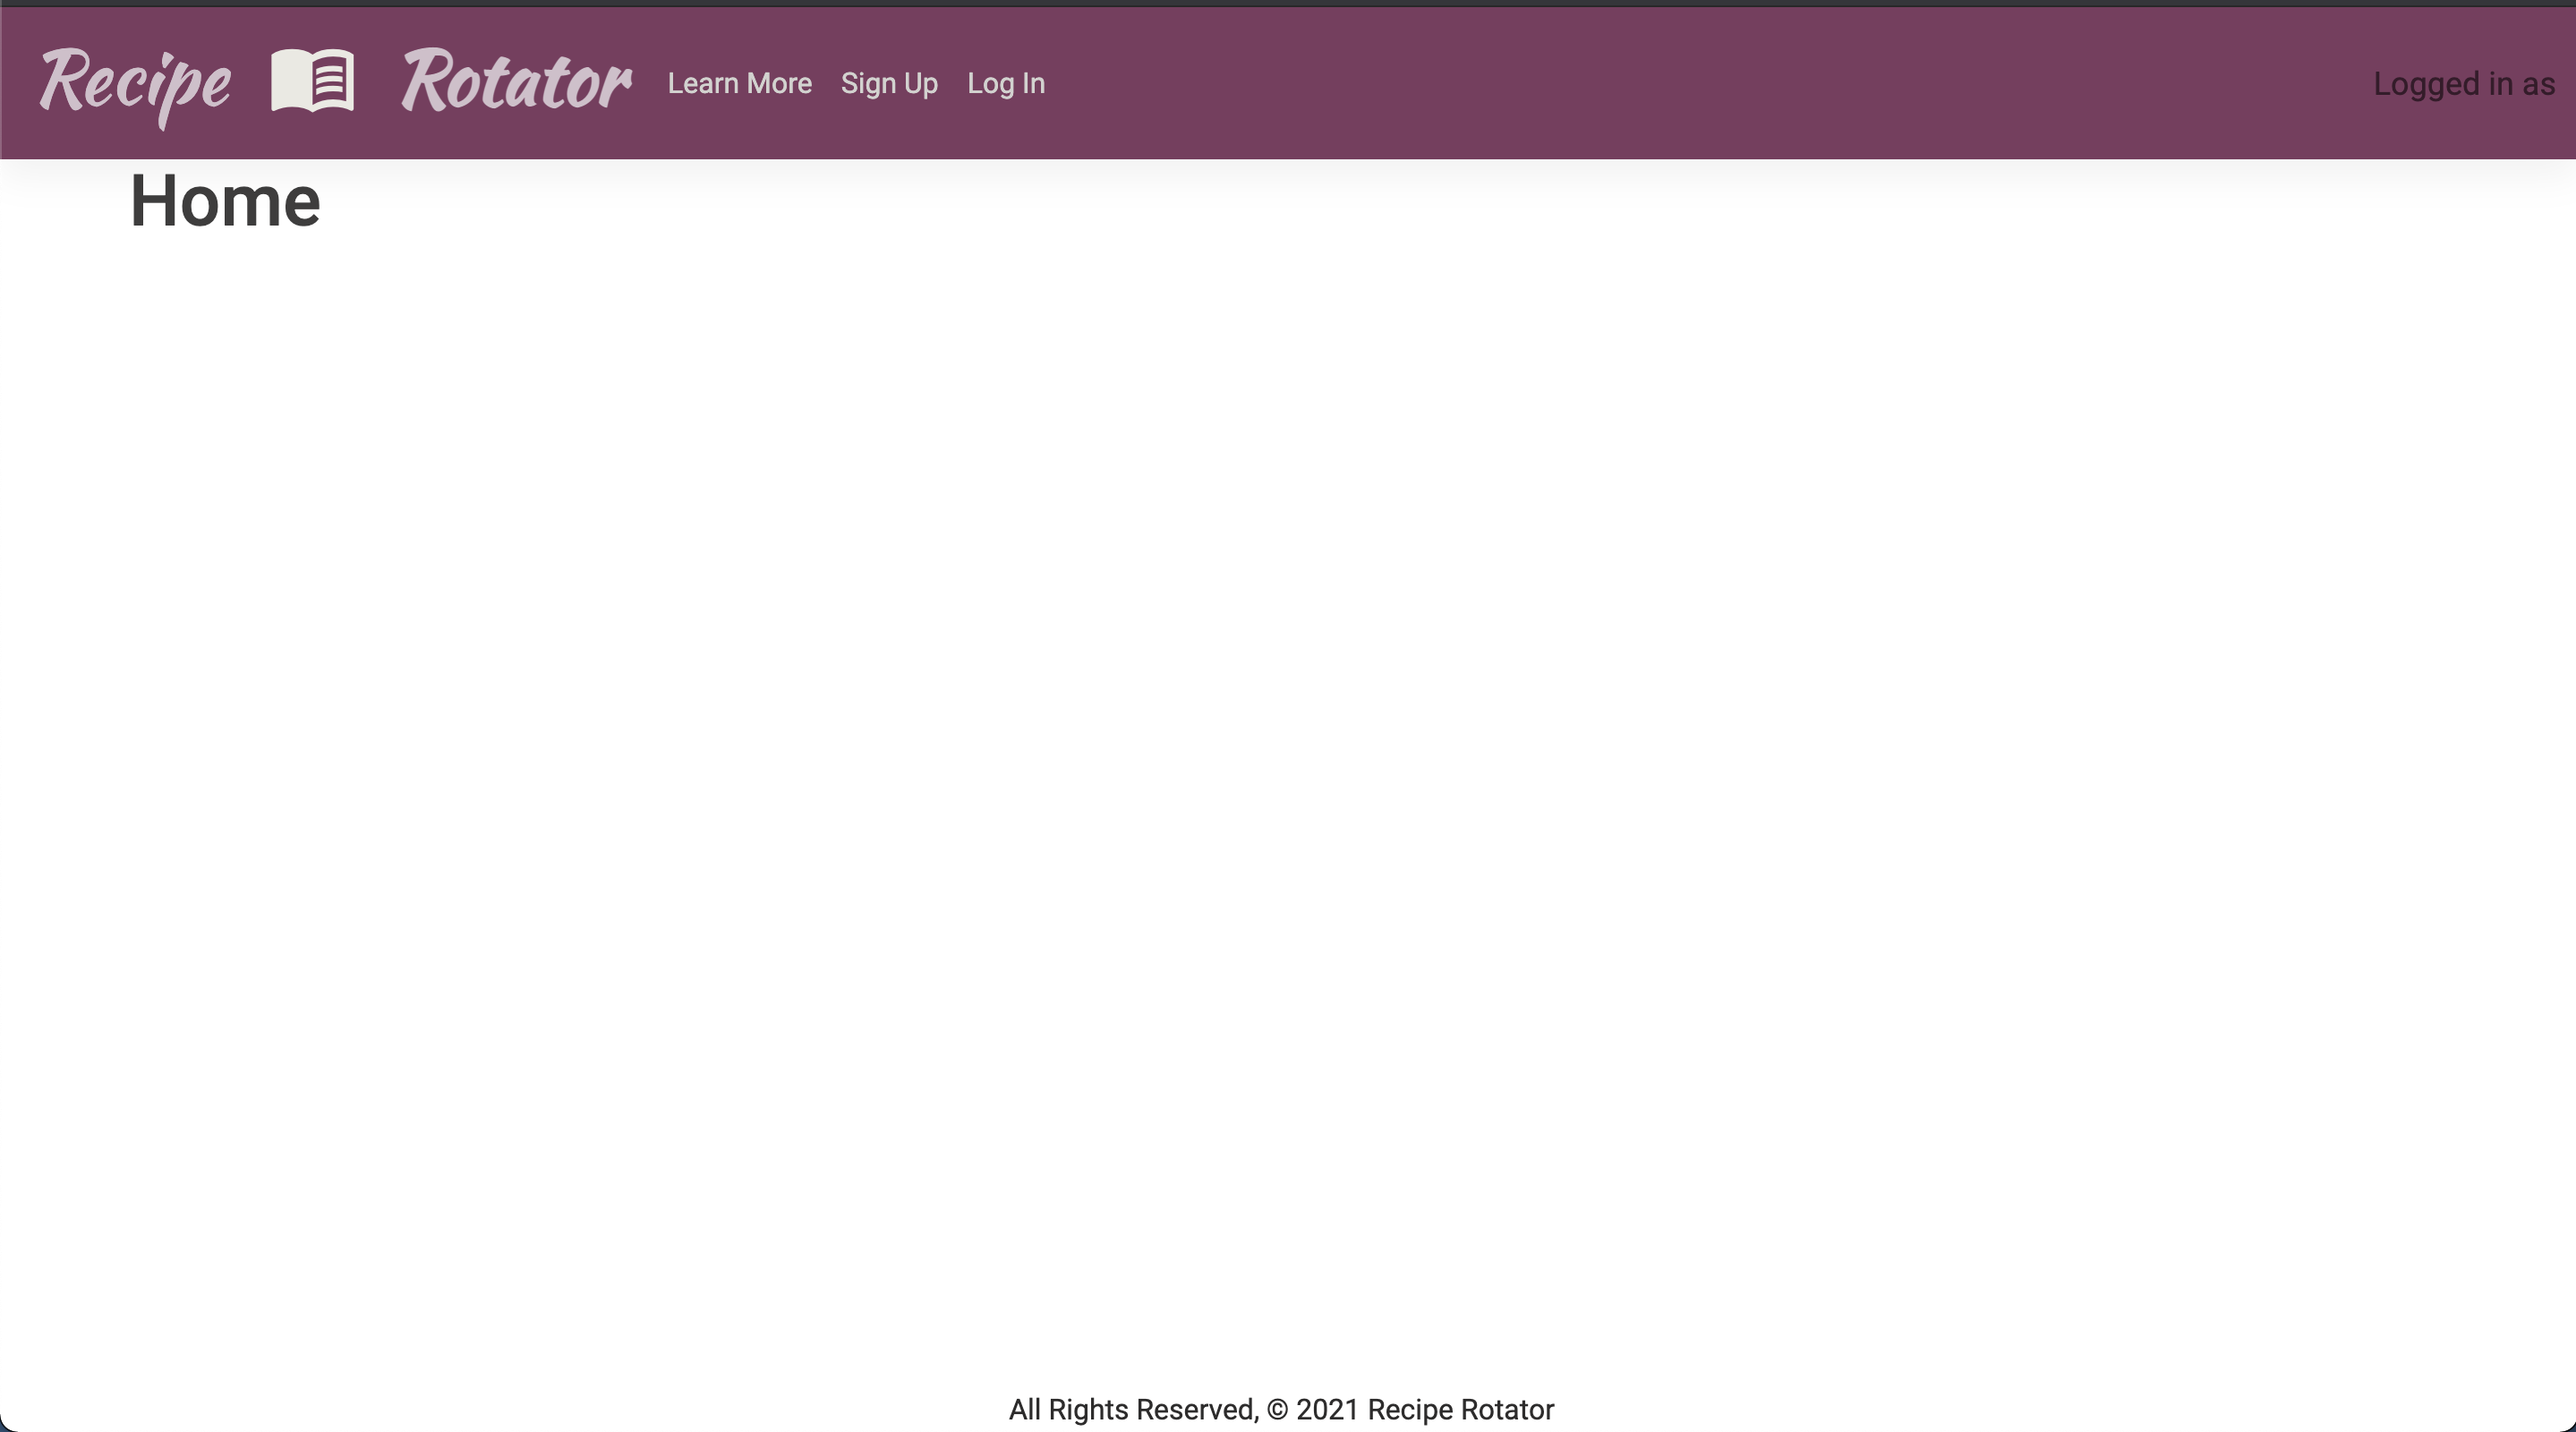 Recipe Rotator Learn More Sign Up Log In Logged in as
Home
All Rights Reserved, © 2021 Recipe Rotator